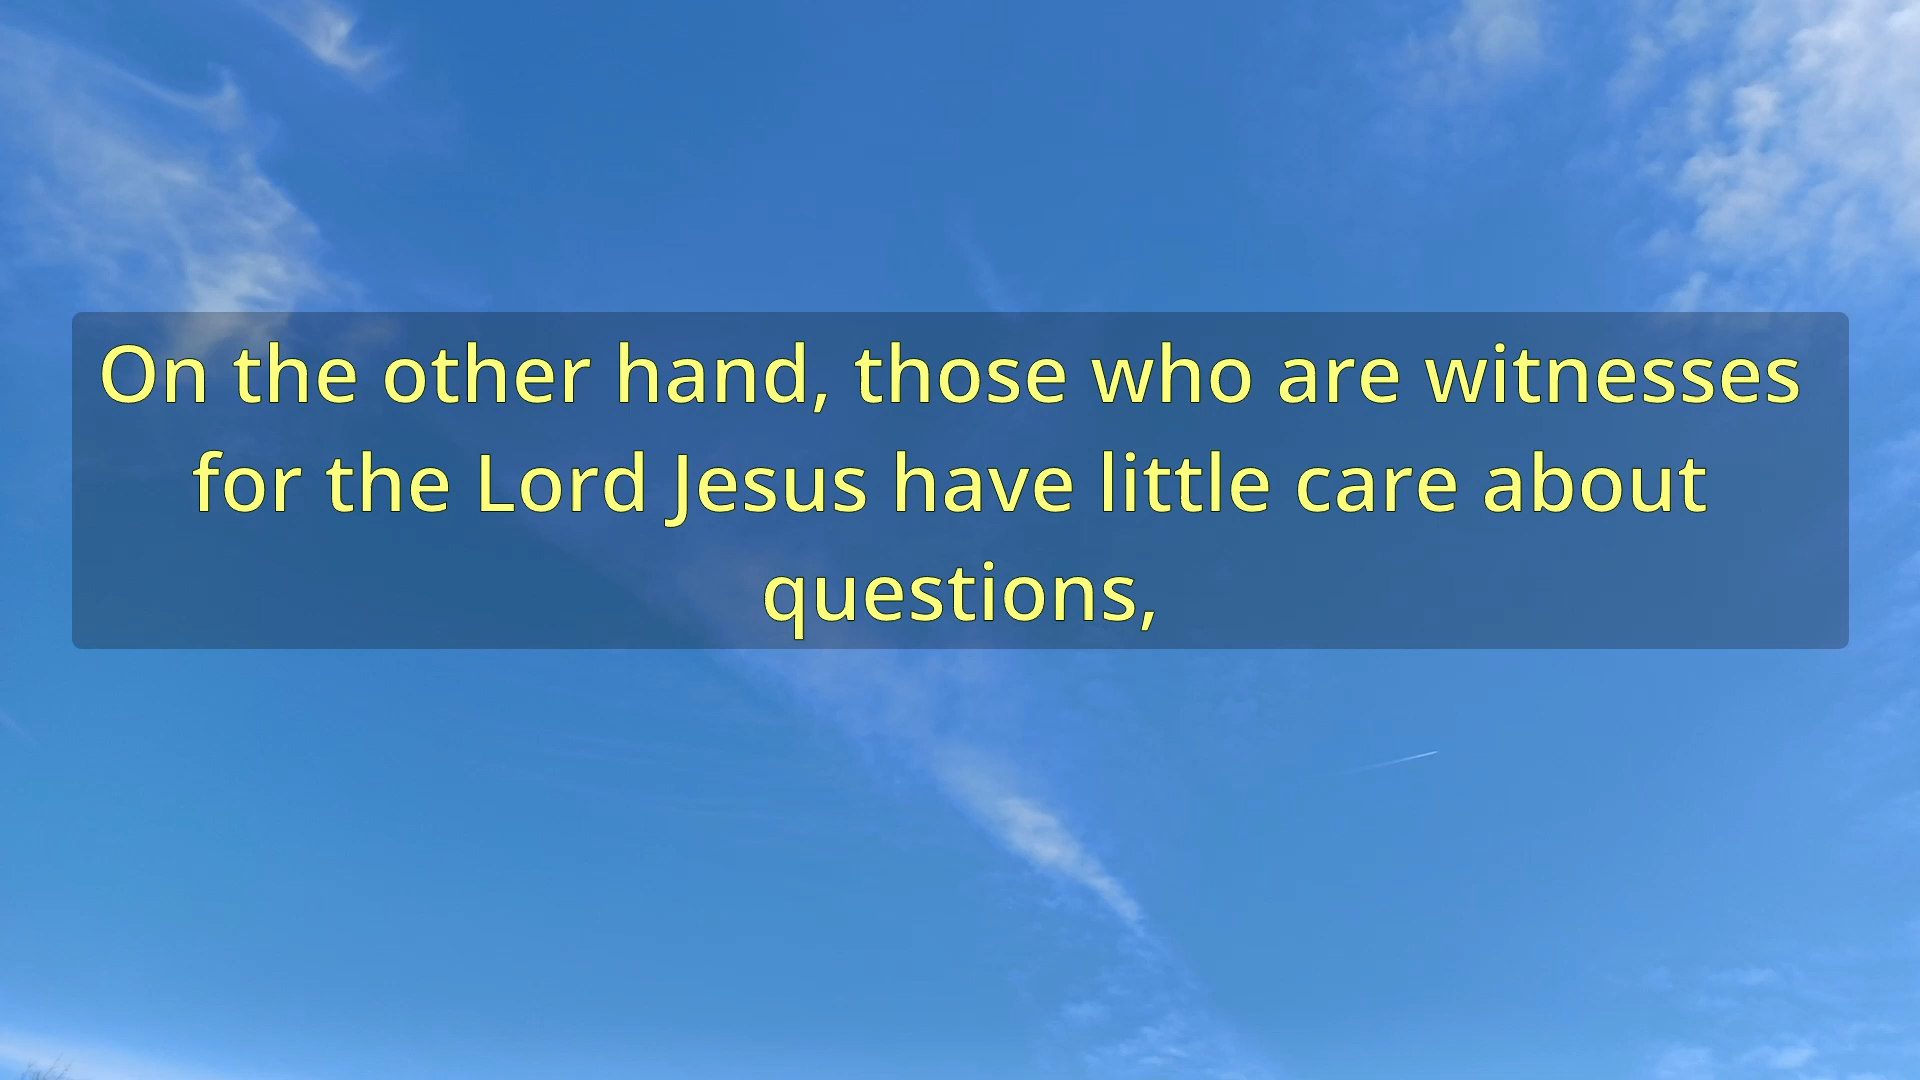 On the other hand, those who are witnesses
for the Lord Jesus have little care about
questions,